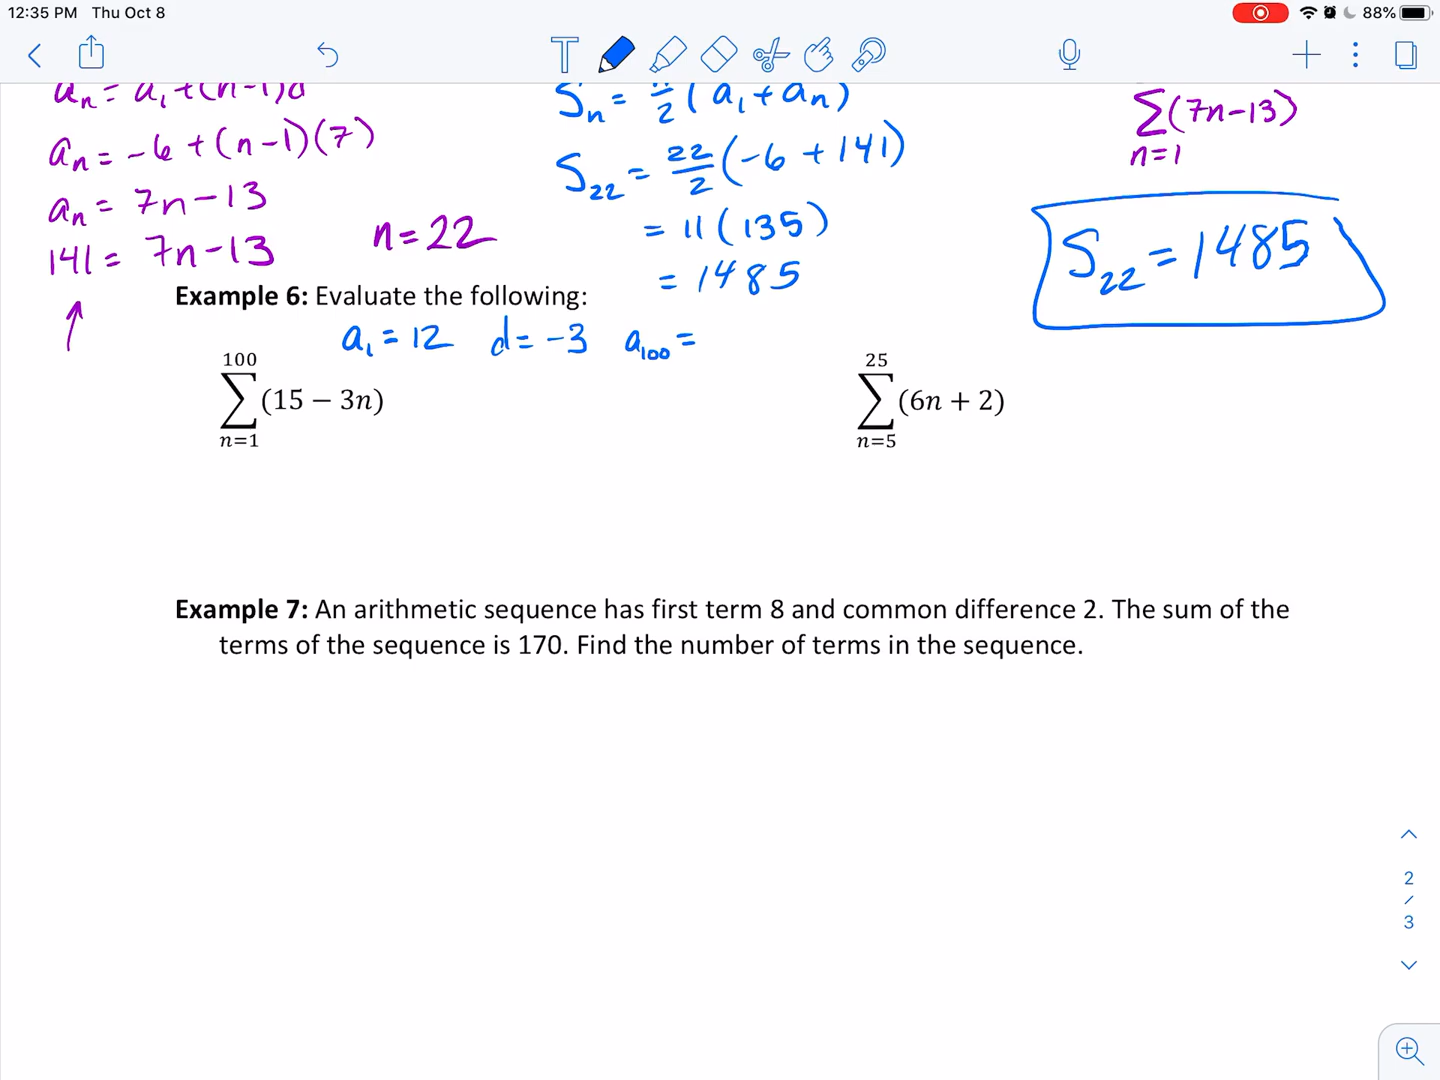 12:35 PM Thu Oct 8
88%
T
aₙ = a₁ + (n-1)d
aₙ = -6 + (n-1)(7)
aₙ = 7n-13
141 = 7n-13
n=22
Sₙ = n/2 (a₁ + aₙ)
S₂₂ = 22/2 (-6 + 141)
= 11(135)
= 1485
∑(7n-13)
n=1
S₂₂ = 1485
Example 6: Evaluate the following:
a₁ = 12 d = -3 a₁₀₀ =
100
∑(15 − 3n)
n=1
25
∑(6n + 2)
n=5
Example 7: An arithmetic sequence has first term 8 and common difference 2. The sum of the
terms of the sequence is 170. Find the number of terms in the sequence.
2
/
3